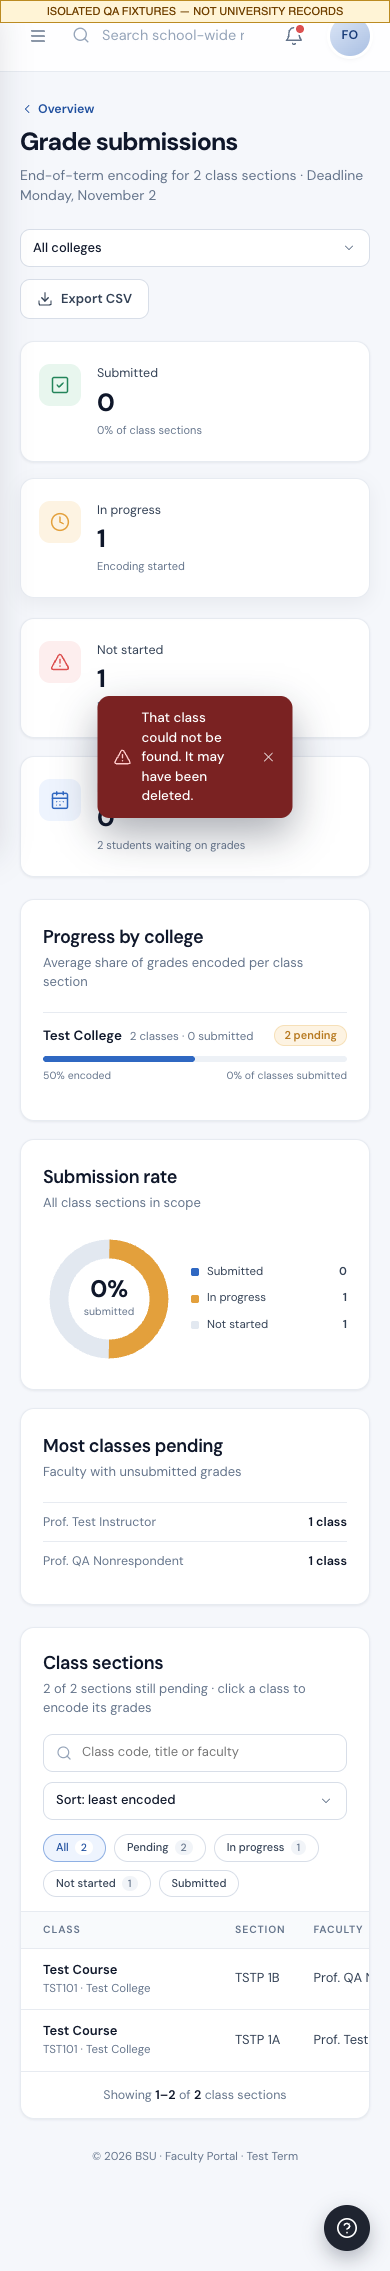 ISOLATED QA FIXTURES — NOT UNIVERSITY RECORDS
Search school-wide r
FO
Overview
Grade submissions
End-of-term encoding for 2 class sections · Deadline
Monday, November 2
All colleges
Export CSV
Submitted
0
0% of class sections
In progress
1
Encoding started
Not started
1
That class
could not be
found. It may
have been
deleted.
0
2 students waiting on grades
Progress by college
Average share of grades encoded per class
section
Test College 2 classes · 0 submitted 2 pending
50% encoded 0% of classes submitted
Submission rate
All class sections in scope
0%
submitted
Submitted 0
In progress 1
Not started 1
Most classes pending
Faculty with unsubmitted grades
Prof. Test Instructor 1 class
Prof. QA Nonrespondent 1 class
Class sections
2 of 2 sections still pending · click a class to
encode its grades
Class code, title or faculty
Sort: least encoded
All 2 Pending 2 In progress 1
Not started 1 Submitted
CLASS SECTION FACULTY
Test Course
TST101 · Test College
TSTP 1B Prof. QA
Test Course
TST101 · Test College
TSTP 1A Prof. Test
Showing 1–2 of 2 class sections
© 2026 BSU · Faculty Portal · Test Term